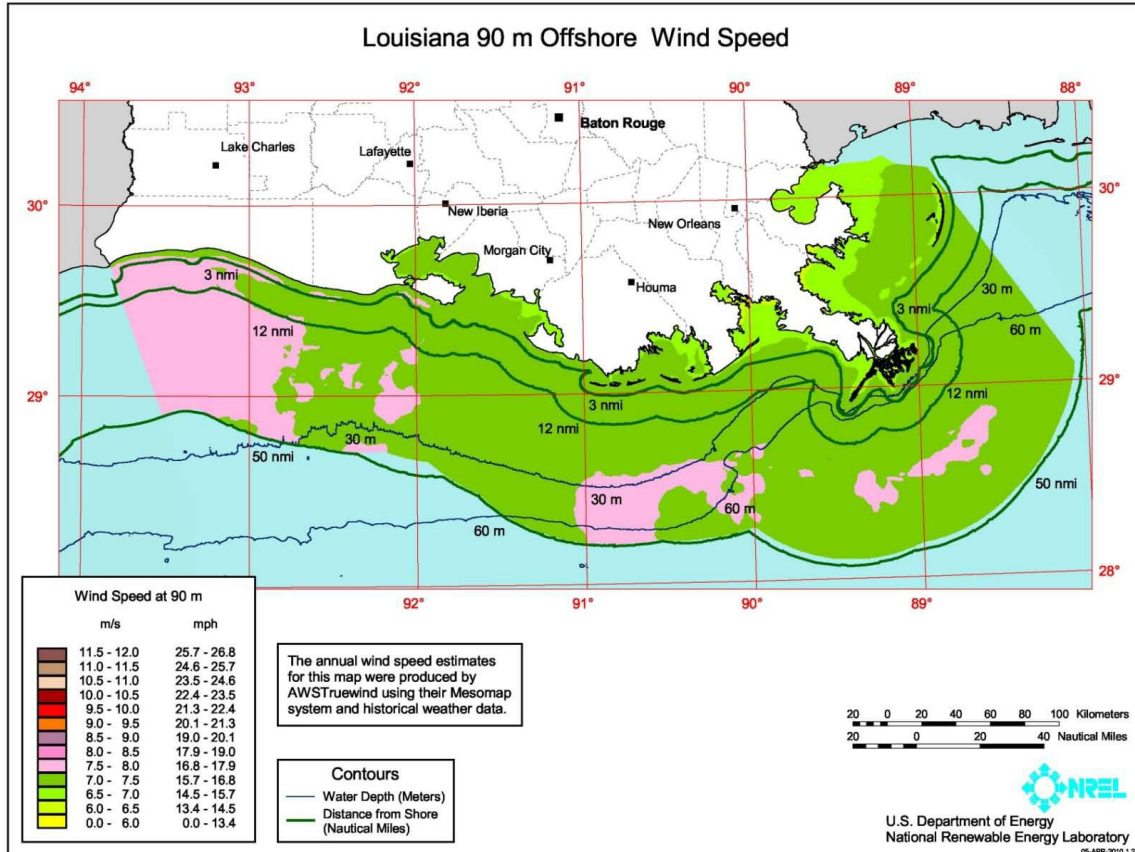 Louisiana 90 m Offshore Wind Speed
94° 93° 92° 91° 90° 89° 88°
Baton Rouge
Lake Charles
Lafayette
30°
30°
New Iberia
New Orleans
Morgan City
Houma
3 nmi
3 nmi
30 m
12 nmi
60 m
29°
29°
3 nmi
12 nmi
12 nmi
30 m
50 nmi
30 m
60 m
50 nmi
60 m
28°
92° 91° 90° 89°
Wind Speed at 90 m
m/s mph
11.5 - 12.0 25.7 - 26.8
11.0 - 11.5 24.6 - 25.7
10.5 - 11.0 23.5 - 24.6
10.0 - 10.5 22.4 - 23.5
9.5 - 10.0 21.3 - 22.4
9.0 - 9.5 20.1 - 21.3
8.5 - 9.0 19.0 - 20.1
8.0 - 8.5 17.9 - 19.0
7.5 - 8.0 16.8 - 17.9
7.0 - 7.5 15.7 - 16.8
6.5 - 7.0 14.5 - 15.7
6.0 - 6.5 13.4 - 14.5
0.0 - 6.0 0.0 - 13.4
The annual wind speed estimates
for this map were produced by
AWSTruewind using their Mesomap
system and historical weather data.
Contours
Water Depth (Meters)
Distance from Shore
(Nautical Miles)
20 0 20 40 60 80 100 Kilometers
20 0 20 40 Nautical Miles
NREL
U.S. Department of Energy
National Renewable Energy Laboratory